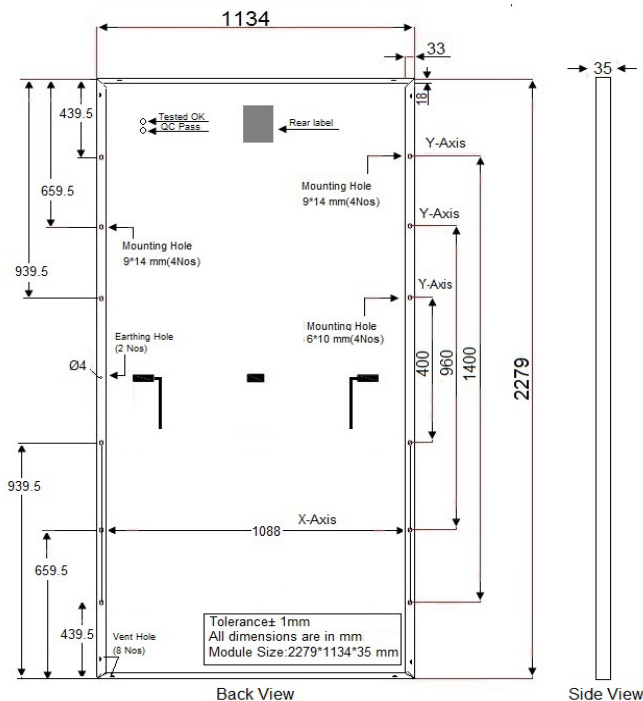 1134
33
35
18
439.5
Tested OK
QC Pass
Rear label
Y-Axis
Mounting Hole
9*14 mm(4Nos)
659.5
Y-Axis
Mounting Hole
9*14 mm(4Nos)
939.5
Y-Axis
Mounting Hole
6*10 mm(4Nos)
Earthing Hole
(2 Nos)
Ø4
400
960
1400
2279
939.5
X-Axis
1088
659.5
439.5
Vent Hole
(8 Nos)
Tolerance± 1mm
All dimensions are in mm
Module Size:2279*1134*35 mm
Back View
Side View